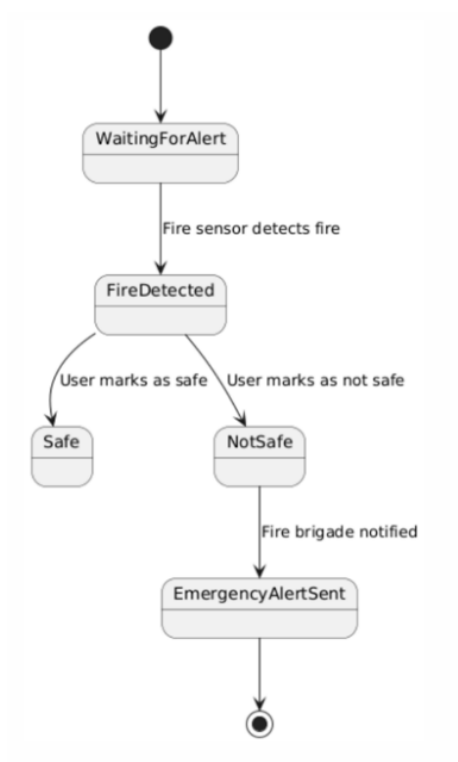 WaitingForAlert
Fire sensor detects fire
FireDetected
User marks as safe
User marks as not safe
Safe
NotSafe
Fire brigade notified
EmergencyAlertSent